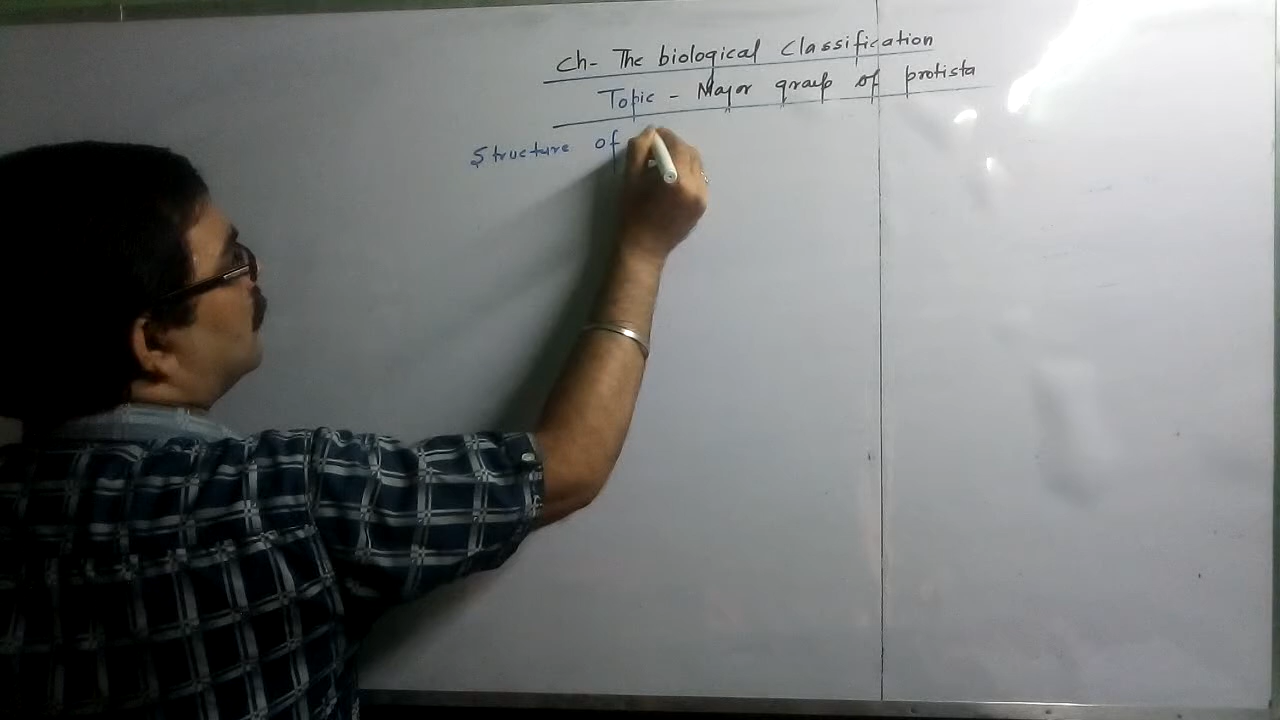 Ch- The biological Classification
Topic - Major group of protista
Structure of